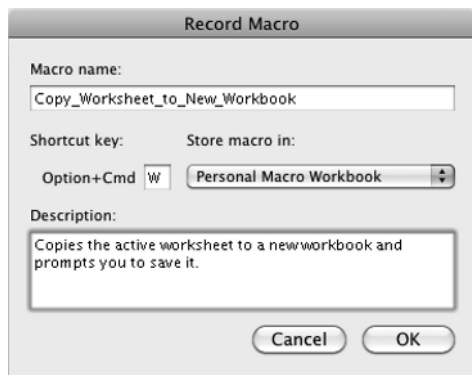 Record Macro
Macro name:
Copy_Worksheet_to_New_Workbook
Shortcut key: Store macro in:
Option+Cmd W Personal Macro Workbook
Description:
Copies the active worksheet to a new workbook and
prompts you to save it.
Cancel OK